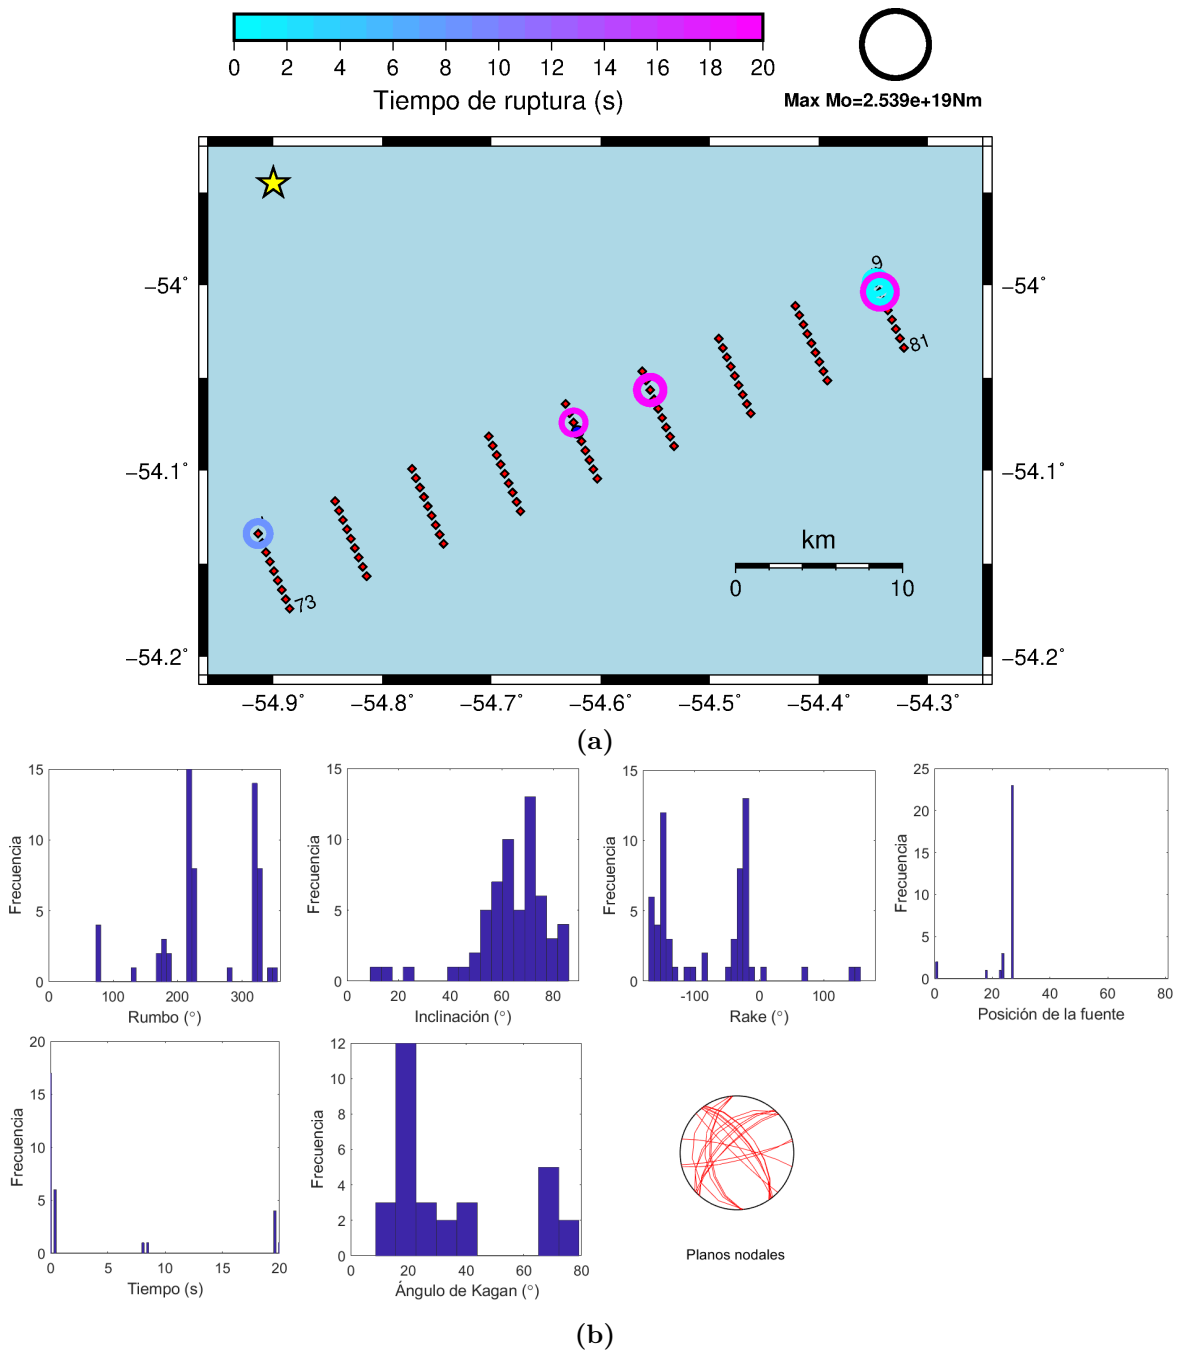 0 2 4 6 8 10 12 14 16 18 20
Tiempo de ruptura (s)
Max Mo=2.539e+19Nm
9
−54˚ −54˚
81
−54.1˚ −54.1˚
km
0 10
73
−54.2˚ −54.2˚
−54.9˚ −54.8˚ −54.7˚ −54.6˚ −54.5˚ −54.4˚ −54.3˚
(a)
15
10
5
0
Frecuencia
0 100 200 300
Rumbo (°)
15
10
5
0
Frecuencia
0 20 40 60 80
Inclinación (°)
15
10
5
0
Frecuencia
-100 0 100
Rake (°)
25
20
15
10
5
0
Frecuencia
0 20 40 60 80
Posición de la fuente
20
15
10
5
0
Frecuencia
0 5 10 15 20
Tiempo (s)
12
10
8
6
4
2
0
Frecuencia
0 20 40 60 80
Ángulo de Kagan (°)
Planos nodales
(b)